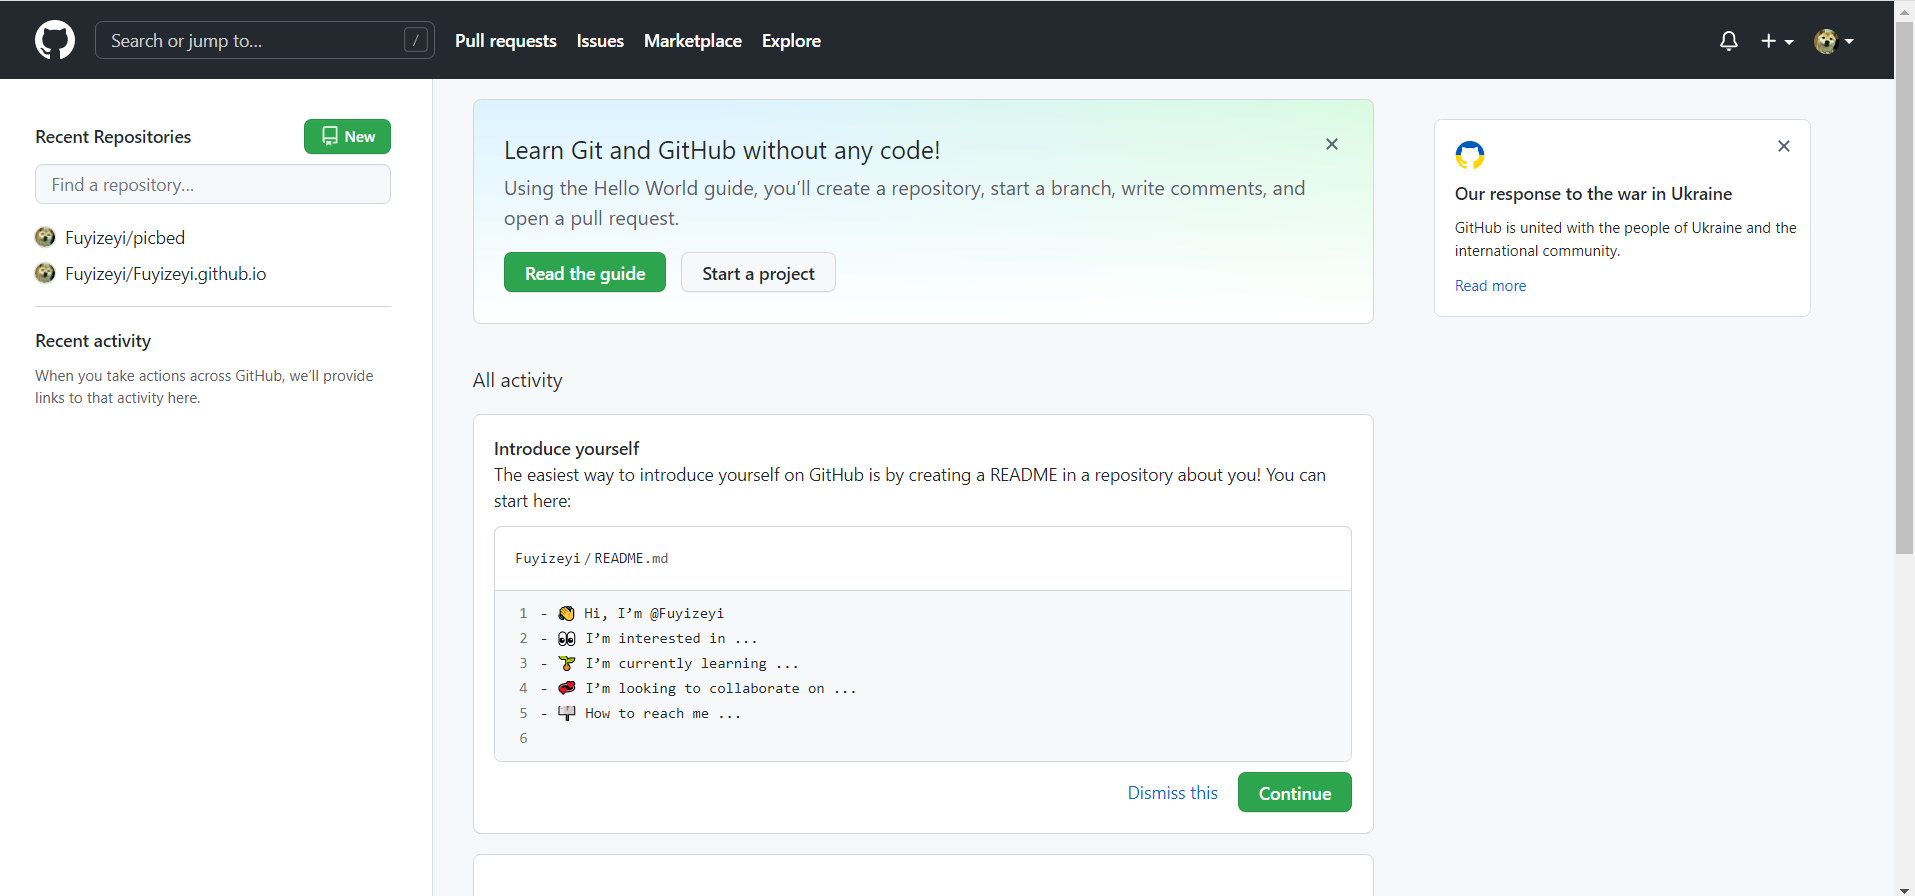 Search or jump to...
/
Pull requests
Issues
Marketplace
Explore
Recent Repositories
New
Find a repository...
Fuyizeyi/picbed
Fuyizeyi/Fuyizeyi.github.io
Recent activity
When you take actions across GitHub, we’ll provide
links to that activity here.
Learn Git and GitHub without any code!
Using the Hello World guide, you’ll create a repository, start a branch, write comments, and
open a pull request.
Read the guide
Start a project
All activity
Introduce yourself
The easiest way to introduce yourself on GitHub is by creating a README in a repository about you! You can
start here:
Fuyizeyi/README.md
1 - 👋 Hi, I’m @Fuyizeyi
2 - 👀 I’m interested in ...
3 - 🌱 I’m currently learning ...
4 - 💞️ I’m looking to collaborate on ...
5 - 📫 How to reach me ...
6
Dismiss this
Continue
Our response to the war in Ukraine
GitHub is united with the people of Ukraine and the
international community.
Read more